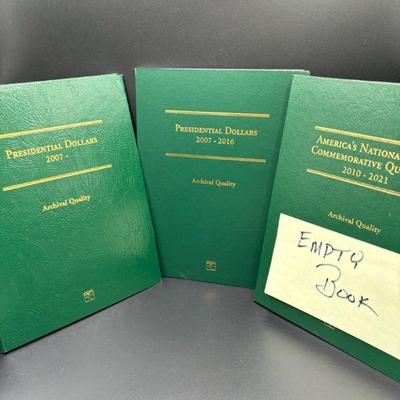 PRESIDENTIAL DOLLARS
2007 -
Archival Quality
PRESIDENTIAL DOLLARS
2007 - 2016
Archival Quality
AMERICA'S NATIONAL
COMMEMORATIVE QU
2010 - 2021
Archival Quality
EMPTY
BOOK